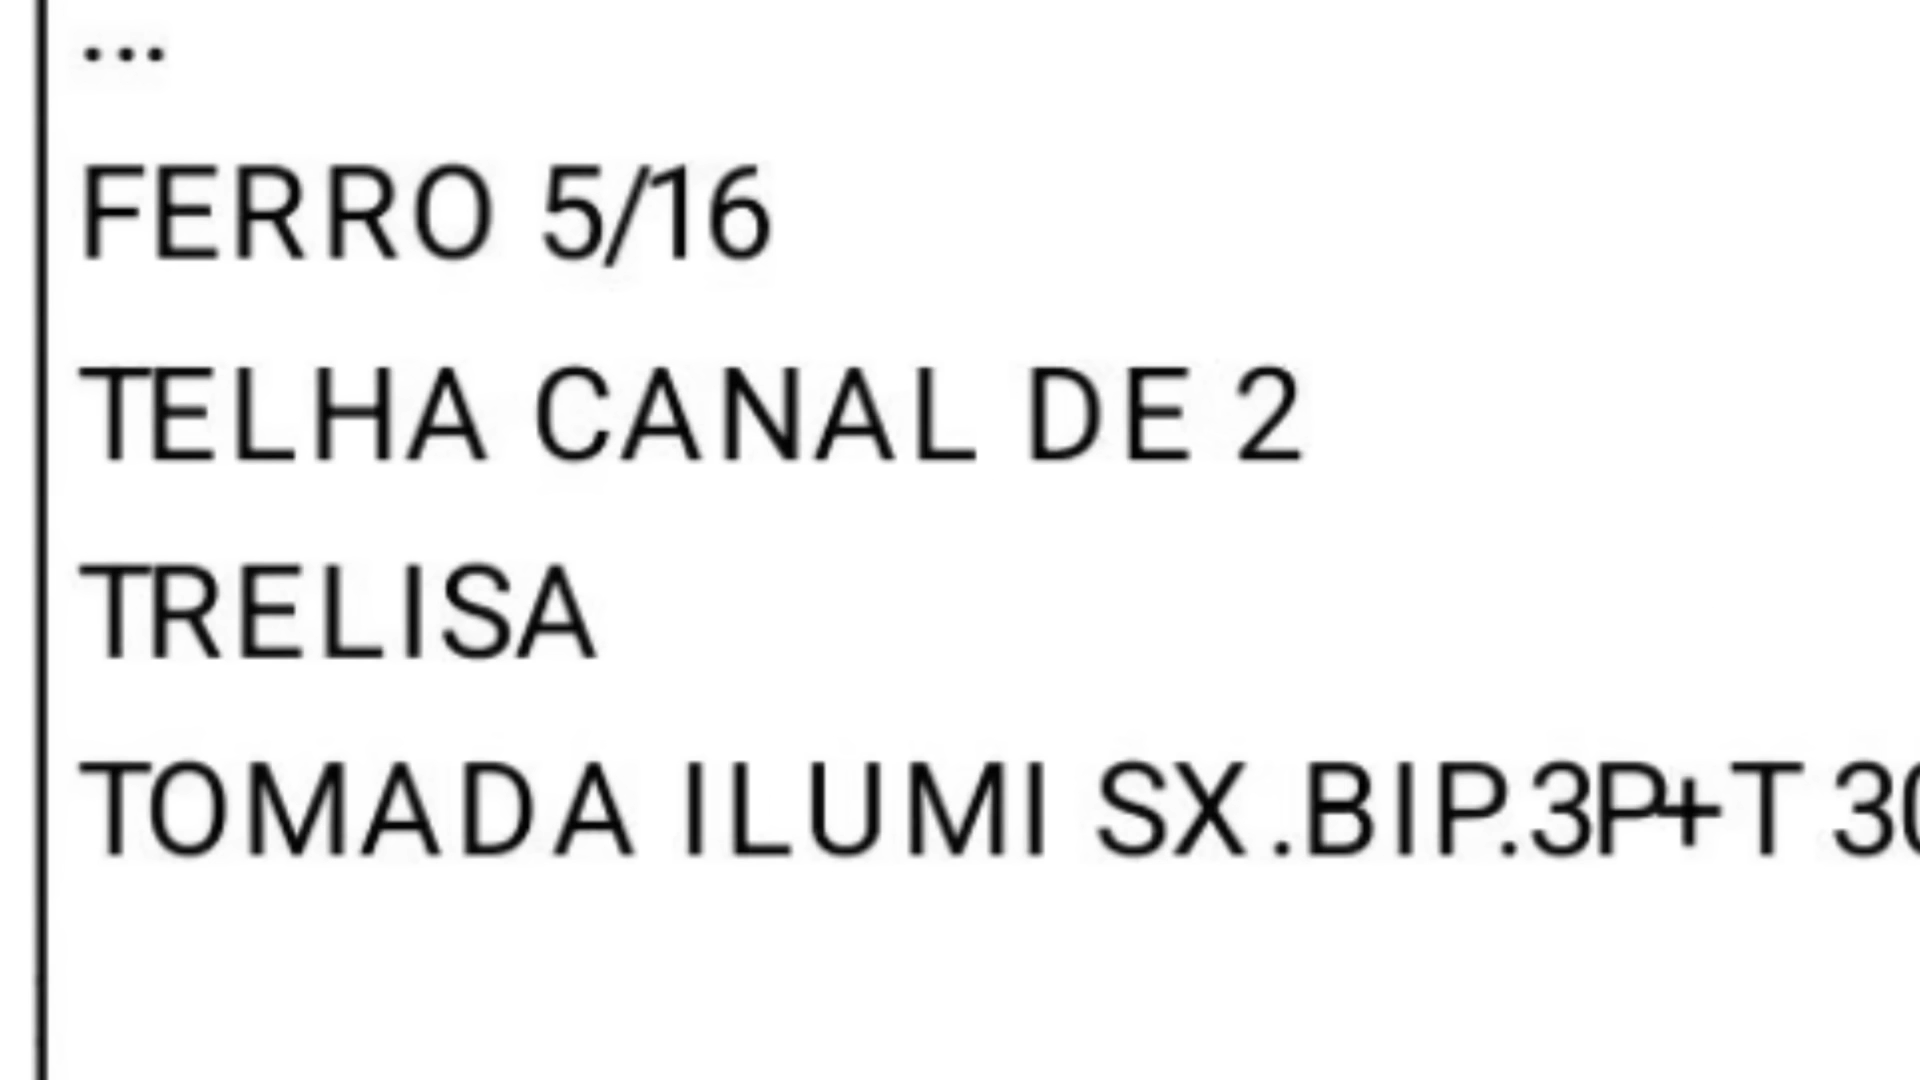 ...
FERRO 5/16
TELHA CANAL DE 2
TRELISA
TOMADA ILUMI SX.BIP.3P+T